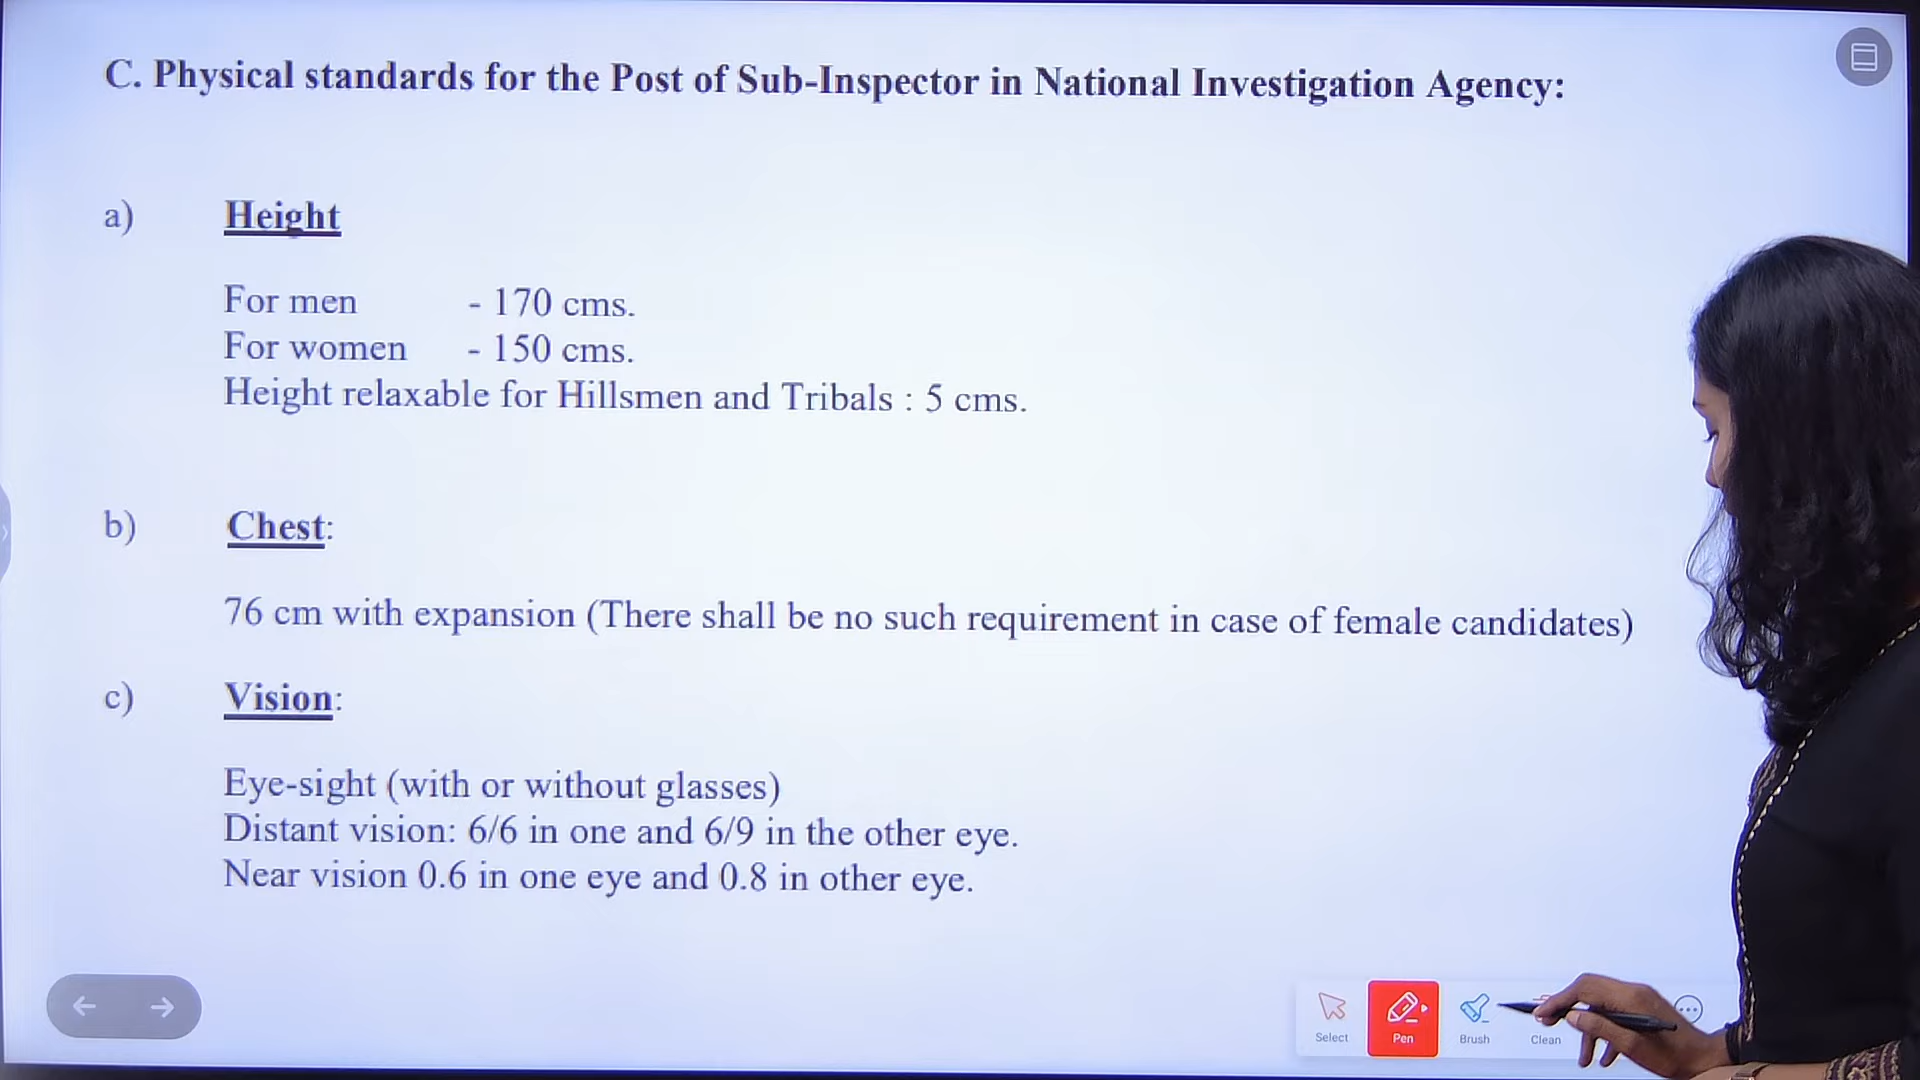 C. Physical standards for the Post of Sub-Inspector in National Investigation Agency:
a) Height
For men - 170 cms.
For women - 150 cms.
Height relaxable for Hillsmen and Tribals : 5 cms.
b) Chest:
76 cm with expansion (There shall be no such requirement in case of female candidates)
c) Vision:
Eye-sight (with or without glasses)
Distant vision: 6/6 in one and 6/9 in the other eye.
Near vision 0.6 in one eye and 0.8 in other eye.
Select Pen Brush Clean